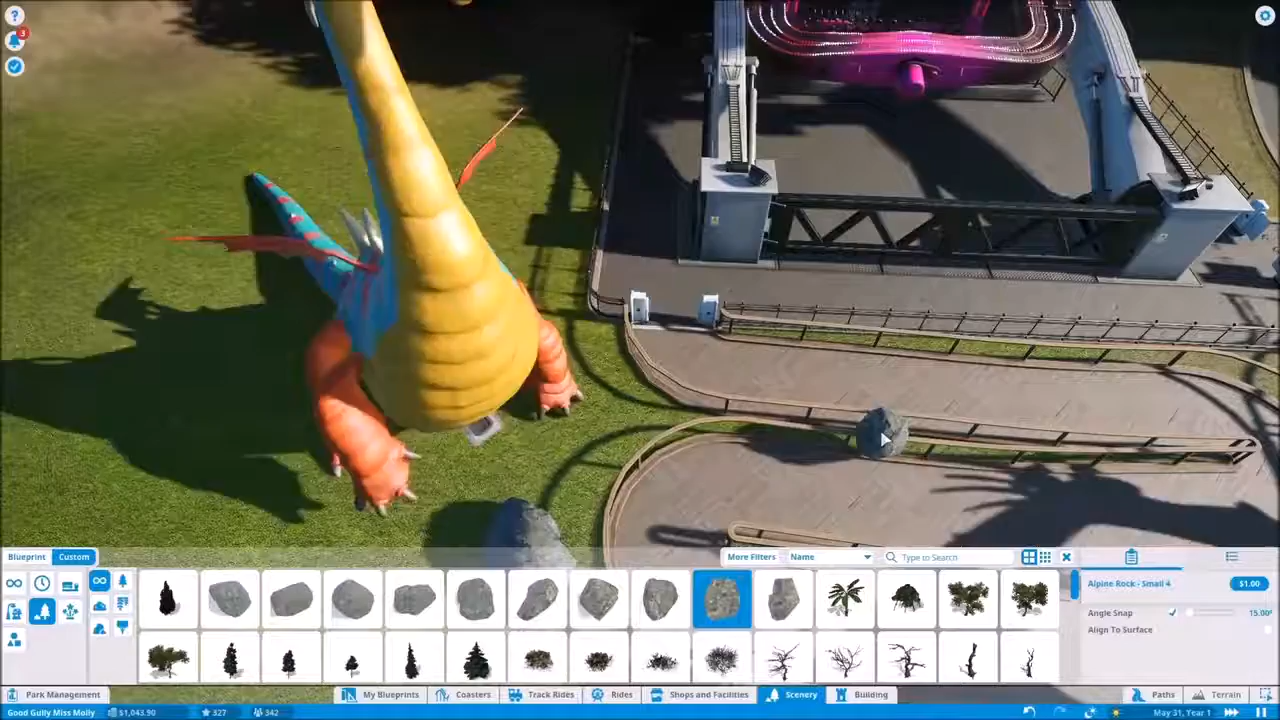 ?
3
Blueprint
Custom
More Filters
Name
Type to Search
Alpine Rock - Small 4
$1.00
Angle Snap
15.00°
Align To Surface
Park Management
My Blueprints
Coasters
Track Rides
Rides
Shops and Facilities
Scenery
Building
Paths
Terrain
Good Gully Miss Molly
$1,043.90
327
342
May 31, Year 1